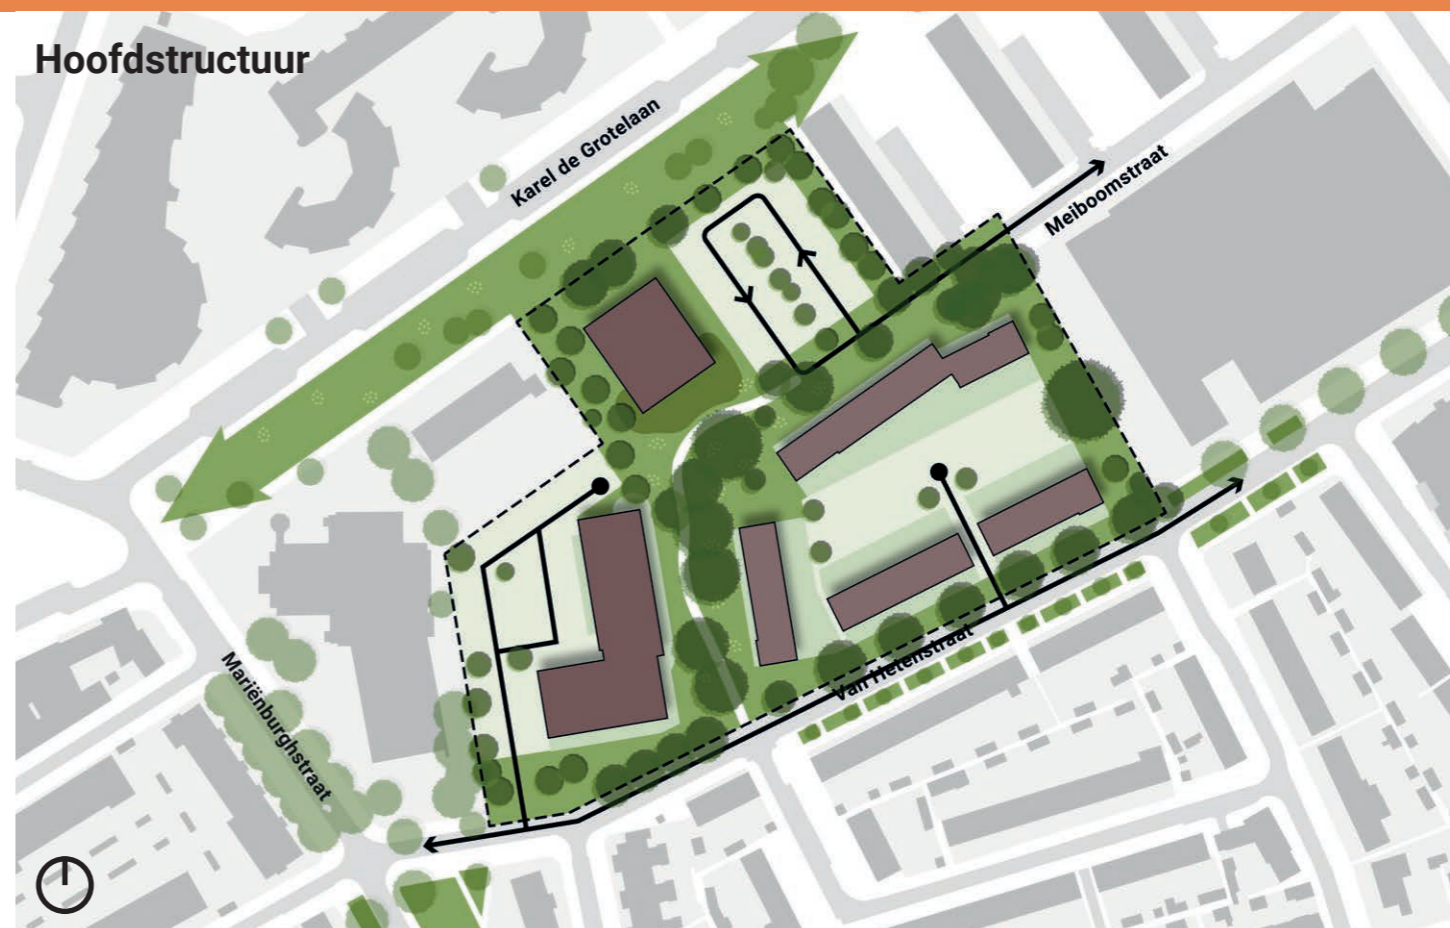 Hoofdstructuur
Karel de Grotelaan
Meiboomstraat
Van Hetenstraat
Mariënburghstraat